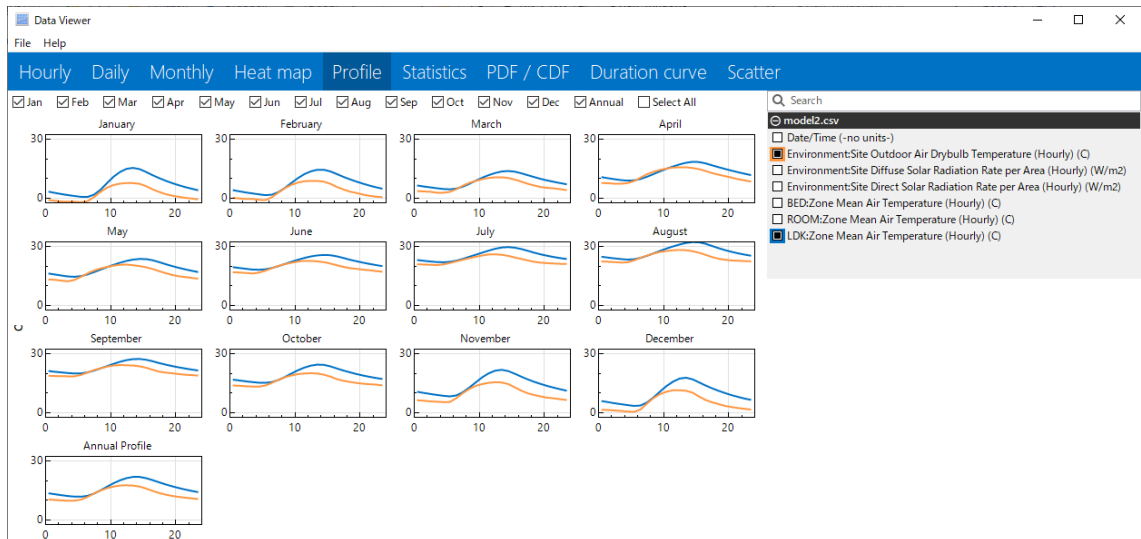 Data Viewer
File Help
Hourly Daily Monthly Heat map Profile Statistics PDF / CDF Duration curve Scatter
Jan Feb Mar Apr May Jun Jul Aug Sep Oct Nov Dec Annual Select All
Search
model2.csv
Date/Time (-no units-)
Environment:Site Outdoor Air Drybulb Temperature (Hourly) (C)
Environment:Site Diffuse Solar Radiation Rate per Area (Hourly) (W/m2)
Environment:Site Direct Solar Radiation Rate per Area (Hourly) (W/m2)
BED:Zone Mean Air Temperature (Hourly) (C)
ROOM:Zone Mean Air Temperature (Hourly) (C)
LDK:Zone Mean Air Temperature (Hourly) (C)
C
January February March April
30 30 30 30
0 0 0 0
0 10 20 0 10 20 0 10 20 0 10 20
May June July August
30 30 30 30
0 0 0 0
0 10 20 0 10 20 0 10 20 0 10 20
September October November December
30 30 30 30
0 0 0 0
0 10 20 0 10 20 0 10 20 0 10 20
Annual Profile
30
0
0 10 20